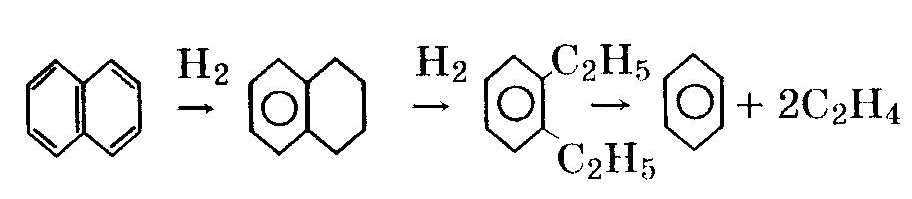 H₂ → H₂ → C₂H₅ → + 2C₂H₄
C₂H₅